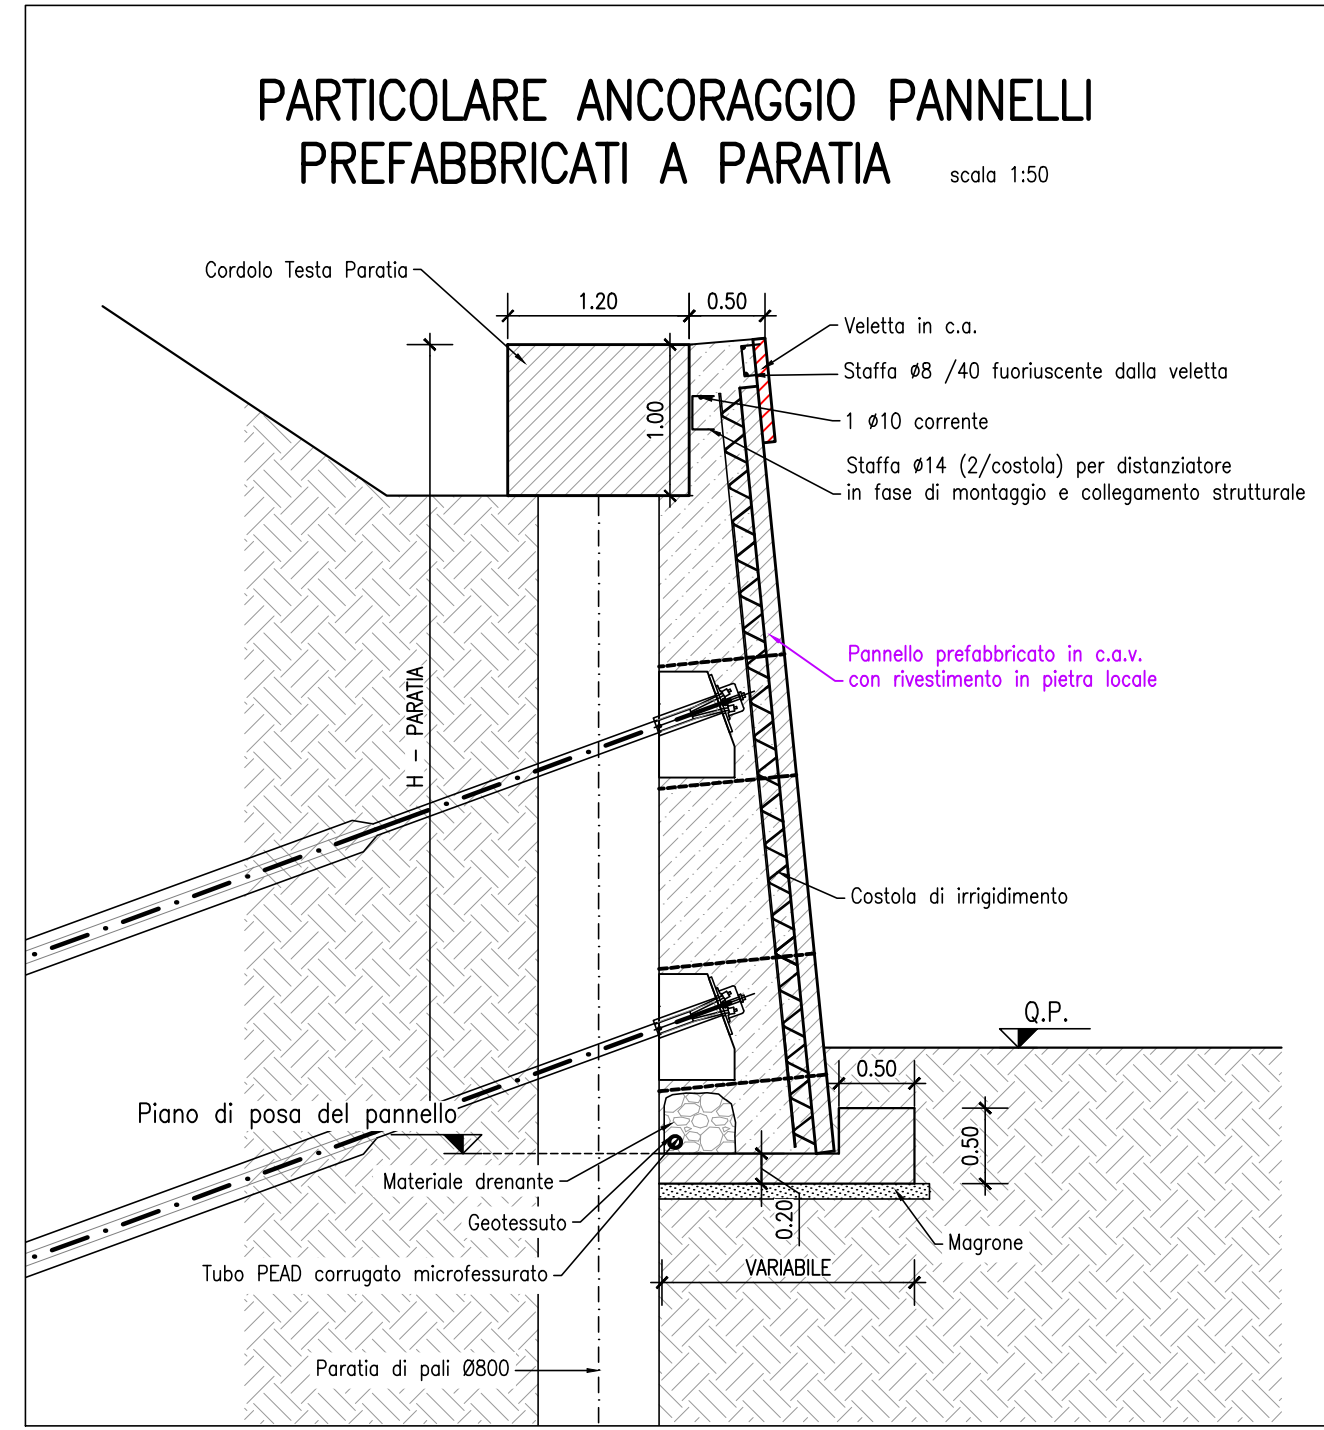 PARTICOLARE ANCORAGGIO PANNELLI
PREFABBRICATI A PARATIA
scala 1:50
Cordolo Testa Paratia
1.20
0.50
Veletta in c.a.
Staffa ø8 /40 fuoriuscente dalla veletta
1.00
1 ø10 corrente
Staffa ø14 (2/costola) per distanziatore
in fase di montaggio e collegamento strutturale
Pannello prefabbricato in c.a.v.
con rivestimento in pietra locale
H - PARATIA
Costola di irrigidimento
Q.P.
0.50
Piano di posa del pannello
0.50
Materiale drenante
0.20
Geotessuto
Magrone
Tubo PEAD corrugato microfessurato
VARIABILE
Paratia di pali Ø800